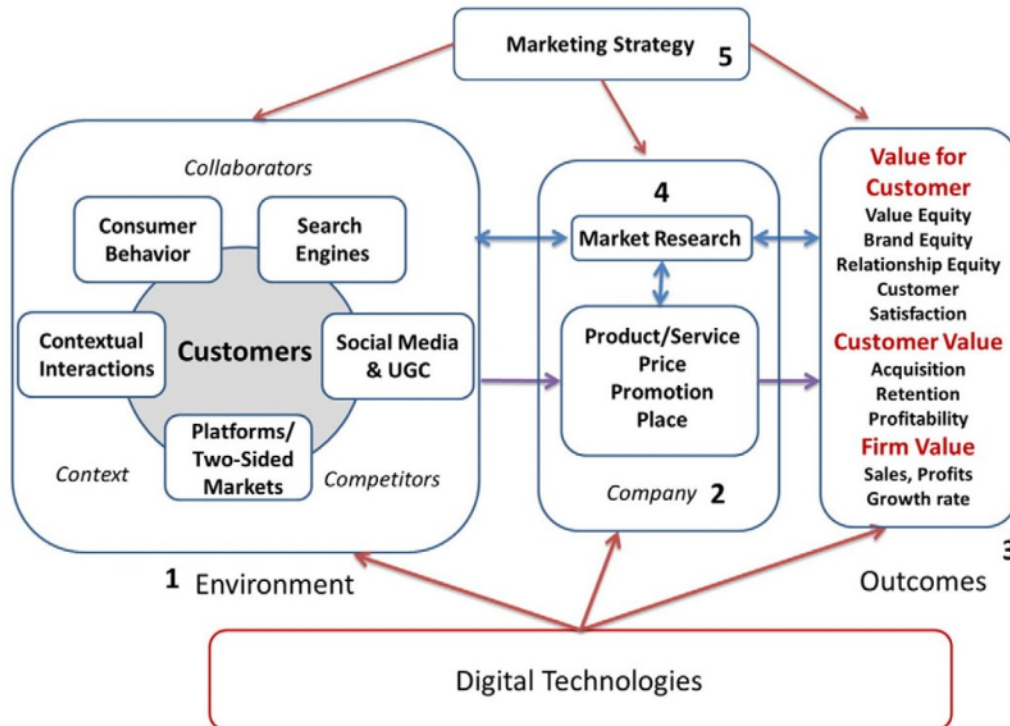 Marketing Strategy
5
Collaborators
Consumer
Behavior
Search
Engines
Contextual
Interactions
Customers
Social Media
& UGC
Platforms/
Two-Sided
Markets
Context
Competitors
1 Environment
4
Market Research
Product/Service
Price
Promotion
Place
Company 2
Value for
Customer
Value Equity
Brand Equity
Relationship Equity
Customer
Satisfaction
Customer Value
Acquisition
Retention
Profitability
Firm Value
Sales, Profits
Growth rate
3
Outcomes
Digital Technologies